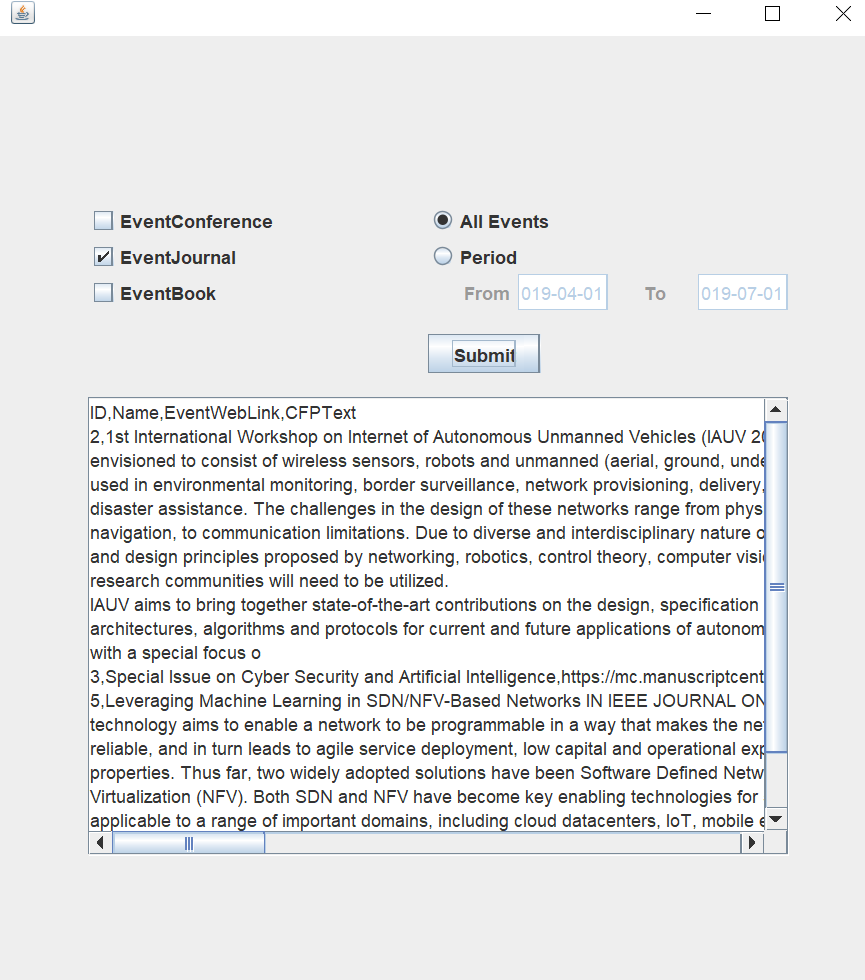 EventConference
All Events
EventJournal
Period
EventBook
From 019-04-01 To 019-07-01
Submit
ID,Name,EventWebLink,CFPText
2,1st International Workshop on Internet of Autonomous Unmanned Vehicles (IAUV 20
envisioned to consist of wireless sensors, robots and unmanned (aerial, ground, unde
used in environmental monitoring, border surveillance, network provisioning, delivery,
disaster assistance. The challenges in the design of these networks range from phys
navigation, to communication limitations. Due to diverse and interdisciplinary nature o
and design principles proposed by networking, robotics, control theory, computer visi
research communities will need to be utilized.
IAUV aims to bring together state-of-the-art contributions on the design, specification
architectures, algorithms and protocols for current and future applications of autonom
with a special focus o
3,Special Issue on Cyber Security and Artificial Intelligence,https://mc.manuscriptcent
5,Leveraging Machine Learning in SDN/NFV-Based Networks IN IEEE JOURNAL ON
technology aims to enable a network to be programmable in a way that makes the ne
reliable, and in turn leads to agile service deployment, low capital and operational exp
properties. Thus far, two widely adopted solutions have been Software Defined Netw
Virtualization (NFV). Both SDN and NFV have become key enabling technologies for
applicable to a range of important domains, including cloud datacenters, IoT, mobile e